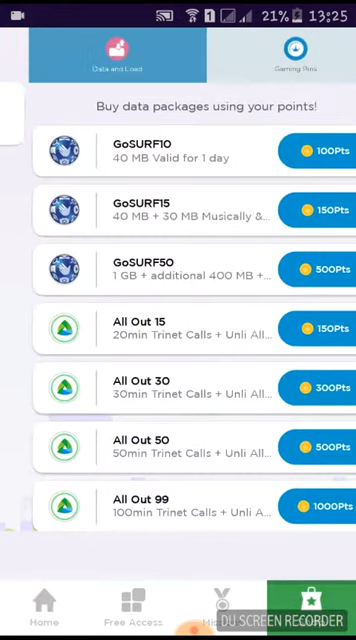 1
21% 13:25
Data and Load
Gaming Pins
Buy data packages using your points!
GoSURF10
40 MB Valid for 1 day
100Pts
GoSURF15
40 MB + 30 MB Musically &...
150Pts
GoSURF50
1 GB + additional 400 MB +...
500Pts
All Out 15
20min Trinet Calls + Unli All...
150Pts
All Out 30
30min Trinet Calls + Unli All...
300Pts
All Out 50
50min Trinet Calls + Unli All...
500Pts
All Out 99
100min Trinet Calls + Unli A...
1000Pts
Home
Free Access
DU SCREEN RECORDER